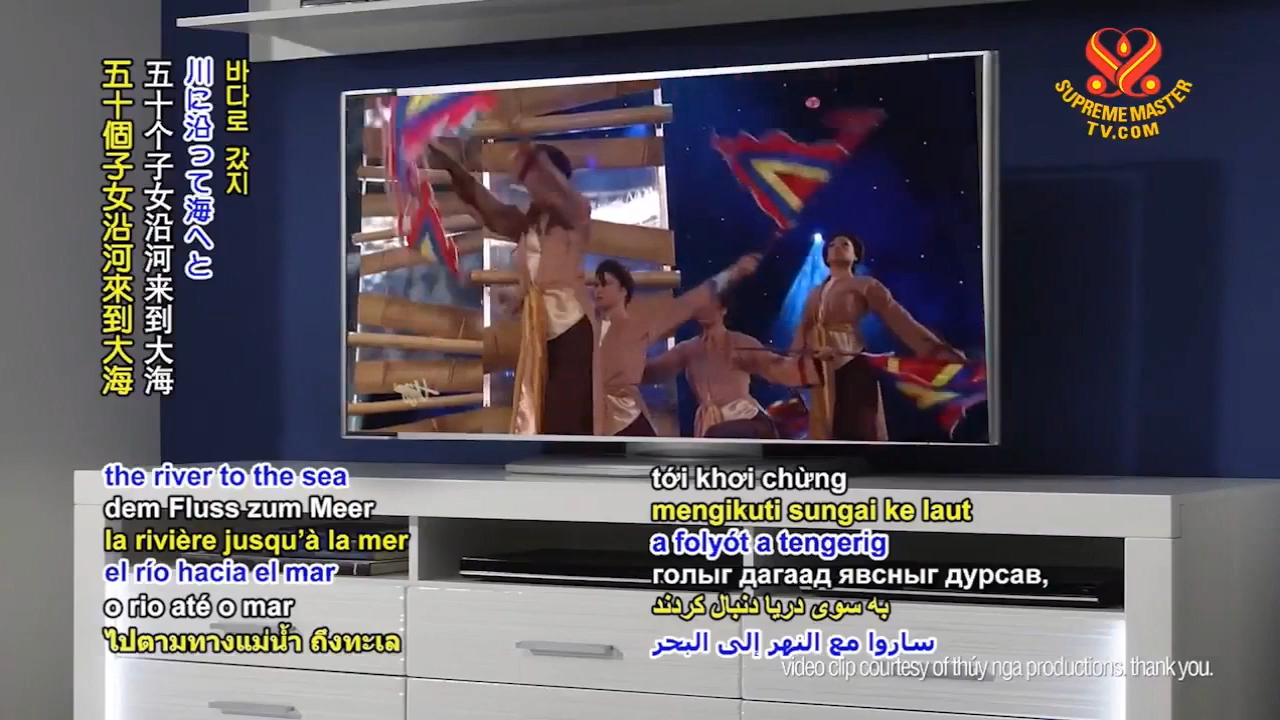 바다로 갔지
川に沿って海へと
五十个子女沿河来到大海
五十個子女沿河來到大海
SUPREME MASTER
TV.COM
the river to the sea
dem Fluss zum Meer
la rivière jusqu’à la mer
el río hacia el mar
o rio até o mar
ไปตามทางแม่น้ำ ถึงทะเล
tới khơi chừng
mengikuti sungai ke laut
a folyót a tengerig
голыг дагаад явсныг дурсав,
به سوی دریا دنبال کردند
ساروا مع النهر إلى البحر
video clip courtesy of thúy nga productions. thank you.